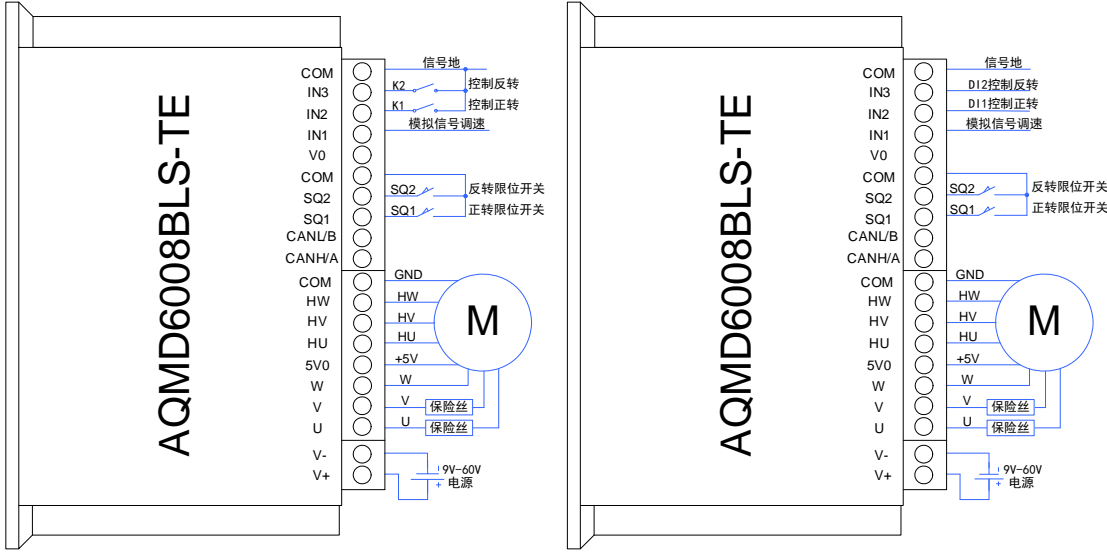 AQMD6008BLS-TE
COM 信号地
IN3 K2 控制反转
IN2 K1 控制正转
IN1 模拟信号调速
V0
COM
SQ2 SQ2 反转限位开关
SQ1 SQ1 正转限位开关
CANL/B
CANH/A
COM GND
HW HW
HV HV
HU HU
5V0 +5V
W W
V V 保险丝
U U 保险丝
M
V-
V+
9V-60V
电源
AQMD6008BLS-TE
COM 信号地
IN3 DI2控制反转
IN2 DI1控制正转
IN1 模拟信号调速
V0
COM
SQ2 SQ2 反转限位开关
SQ1 SQ1 正转限位开关
CANL/B
CANH/A
COM GND
HW HW
HV HV
HU HU
5V0 +5V
W W
V V 保险丝
U U 保险丝
M
V-
V+
9V-60V
电源